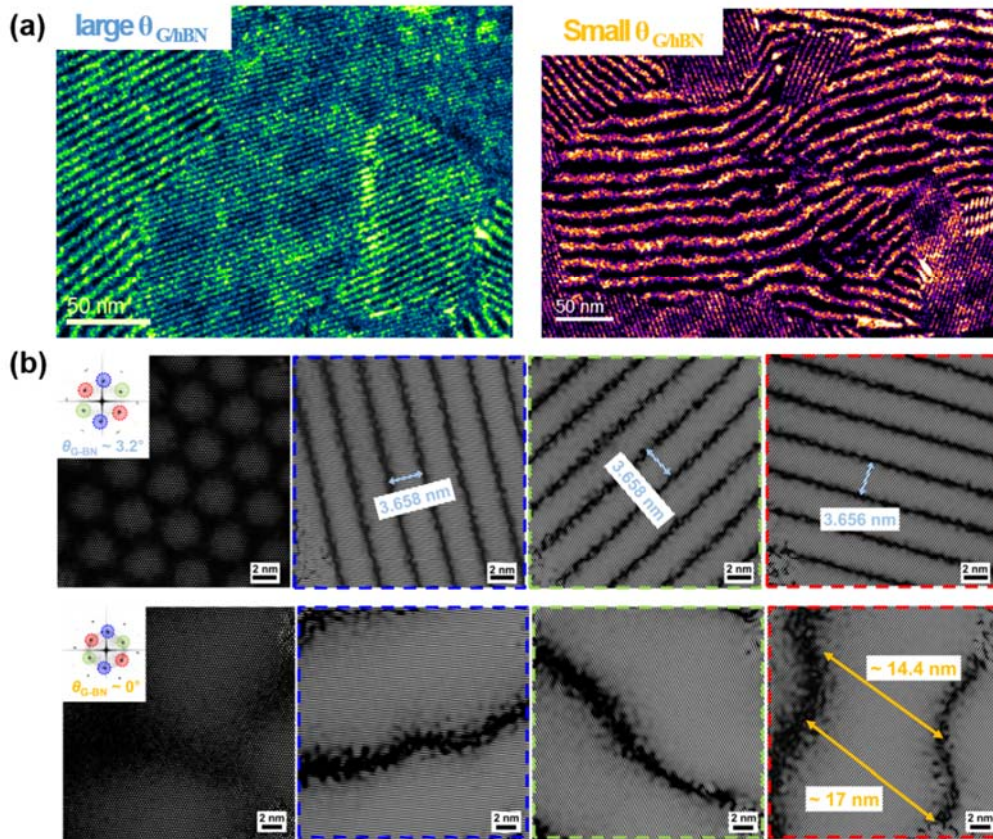 (a)
large θ G/hBN
Small θ G/hBN
50 nm
50 nm
(b)
θG-BN ~ 3.2°
2 nm
3.658 nm
2 nm
3.658 nm
2 nm
3.656 nm
2 nm
θG-BN ~ 0°
2 nm
2 nm
2 nm
~ 14.4 nm
~ 17 nm
2 nm